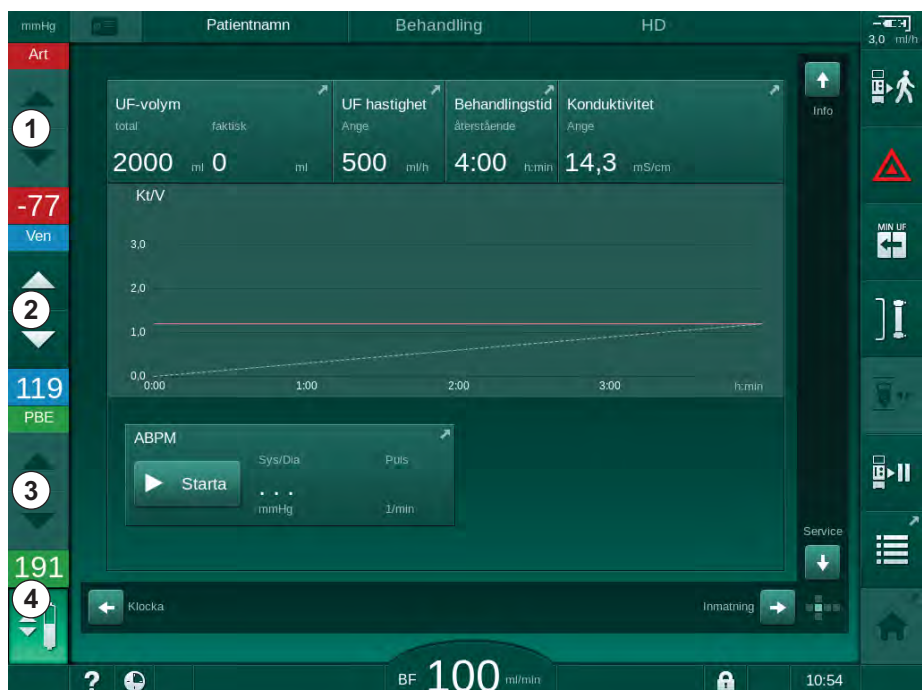 mmHg
Patientnamn
Behandling
HD
3,0 ml/h
Art
1
-77
Ven
2
119
PBE
3
191
4
UF-volym
total
faktisk
2000 ml 0 ml
UF hastighet
Ange
500 ml/h
Behandlingstid
återstående
4:00 h:min
Konduktivitet
Ange
14,3 mS/cm
Info
MIN UF
Kt/V
3,0
2,0
1,0
0,0
0:00 1:00 2:00 3:00 h:min
ABPM
Starta
Sys/Dia
. . .
mmHg
Puls
1/min
Service
Klocka
Inmatning
? BF 100 ml/min 10:54